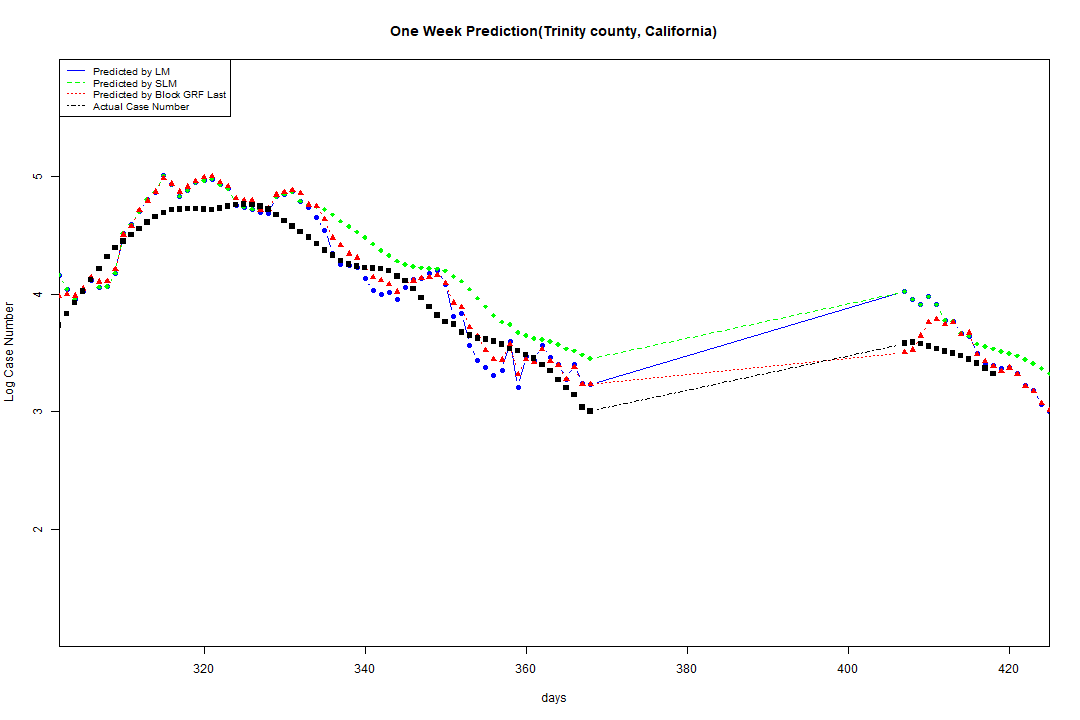 One Week Prediction(Trinity county, California)
Predicted by LM
Predicted by SLM
Predicted by Block GRF Last
Actual Case Number
Log Case Number
5
4
3
2
320
340
360
380
400
420
days